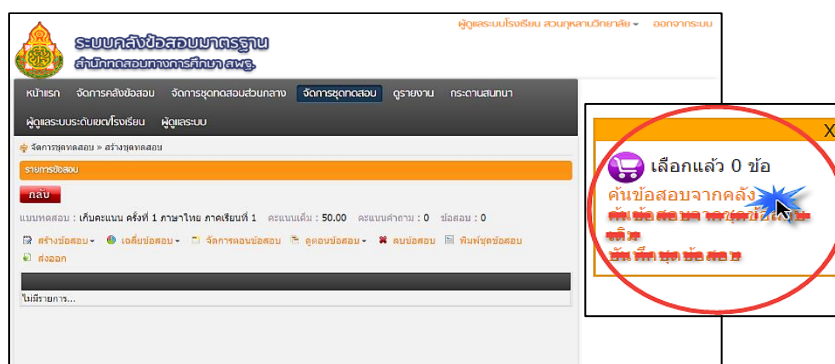 ผู้ดูแลระบบโรงเรียน สวนกุหลาบวิทยาลัย ออกจากระบบ
ระบบคลังข้อสอบมาตรฐาน
สำนักทดสอบทางการศึกษา สพฐ.
หน้าแรก จัดการคลังข้อสอบ จัดการชุดทดสอบส่วนกลาง จัดการชุดทดสอบ ดูรายงาน กระดานสนทนา
ผู้ดูแลระบบระดับเขต/โรงเรียน ผู้ดูแลระบบ
จัดการชุดทดสอบ » สร้างชุดทดสอบ
รายการข้อสอบ
กลับ
แบบทดสอบ : เก็บคะแนน ครั้งที่ 1 ภาษาไทย ภาคเรียนที่ 1 คะแนนเต็ม : 50.00 คะแนนคำถาม : 0 ข้อสอบ : 0
สร้างข้อสอบ เฉลี่ยข้อสอบ จัดการตอนข้อสอบ ดูตอนข้อสอบ ลบข้อสอบ พิมพ์ชุดข้อสอบ
ส่งออก
ไม่มีรายการ...
X
เลือกแล้ว 0 ข้อ
ค้นข้อสอบจากคลัง